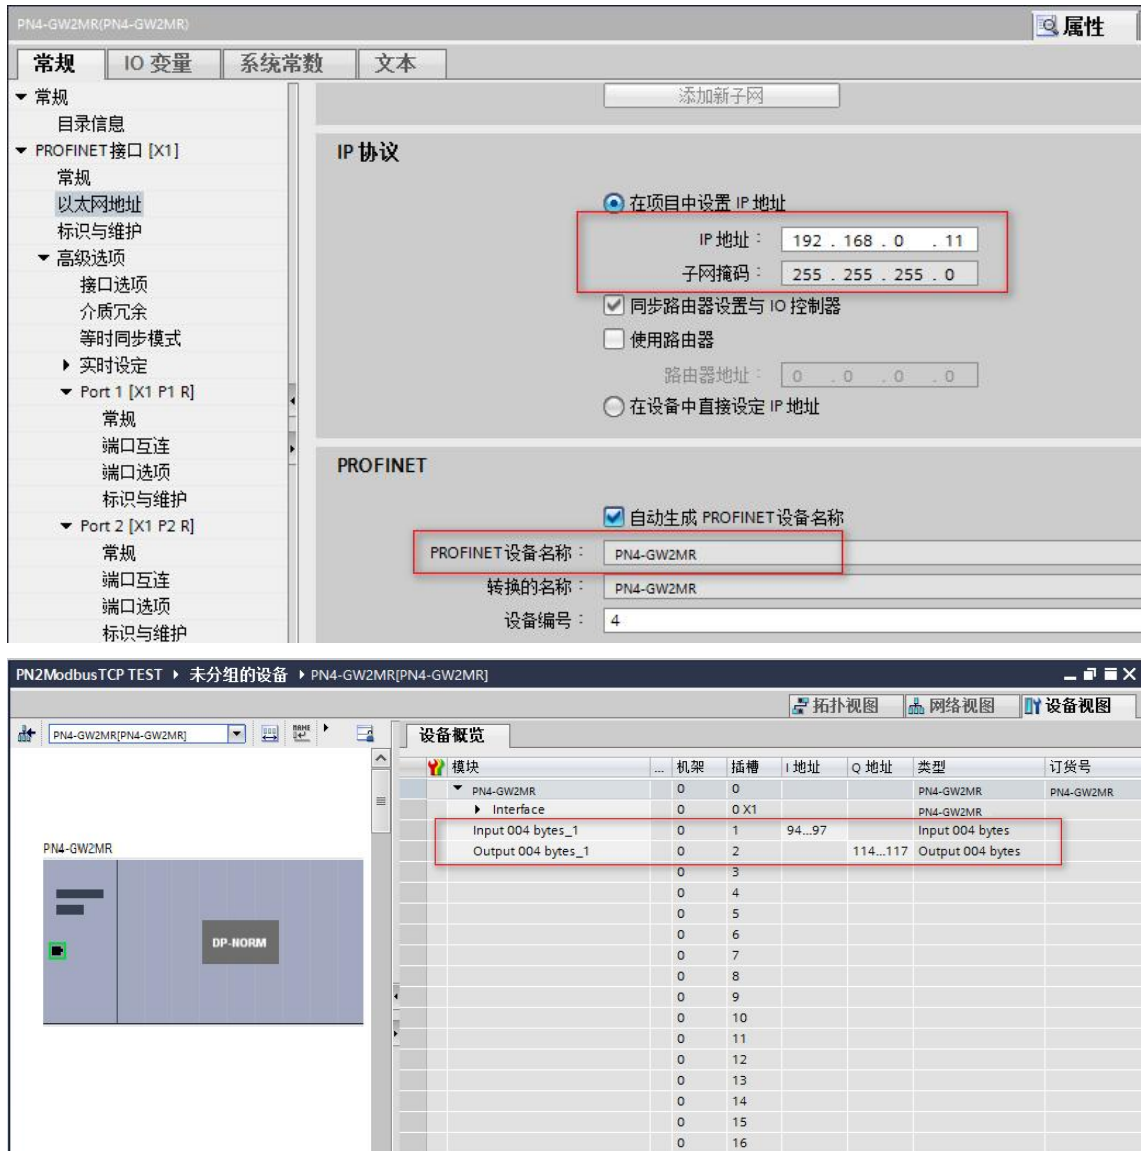 PN4-GW2MR(PN4-GW2MR)
属性
常规 IO 变量 系统常数 文本
常规
目录信息
PROFINET接口 [X1]
常规
以太网地址
标识与维护
高级选项
接口选项
介质冗余
等时同步模式
实时设定
Port 1 [X1 P1 R]
常规
端口互连
端口选项
标识与维护
Port 2 [X1 P2 R]
常规
端口互连
端口选项
标识与维护
添加新子网
IP 协议
在项目中设置 IP 地址
IP 地址： 192 . 168 . 0 . 11
子网掩码： 255 . 255 . 255 . 0
同步路由器设置与 IO 控制器
使用路由器
路由器地址： 0 . 0 . 0 . 0
在设备中直接设定 IP 地址
PROFINET
自动生成 PROFINET设备名称
PROFINET设备名称： PN4-GW2MR
转换的名称： PN4-GW2MR
设备编号： 4
PN2ModbusTCP TEST 未分组的设备 PN4-GW2MR[PN4-GW2MR]
拓扑视图 网络视图 设备视图
PN4-GW2MR[PN4-GW2MR]
NAME
PN4-GW2MR
DP-NORM
设备概览
模块 ... 机架 插槽 I 地址 Q 地址 类型 订货号
PN4-GW2MR 0 0 PN4-GW2MR PN4-GW2MR
Interface 0 0 X1 PN4-GW2MR
Input 004 bytes_1 0 1 94...97 Input 004 bytes
Output 004 bytes_1 0 2 114...117 Output 004 bytes
0 3
0 4
0 5
0 6
0 7
0 8
0 9
0 10
0 11
0 12
0 13
0 14
0 15
0 16